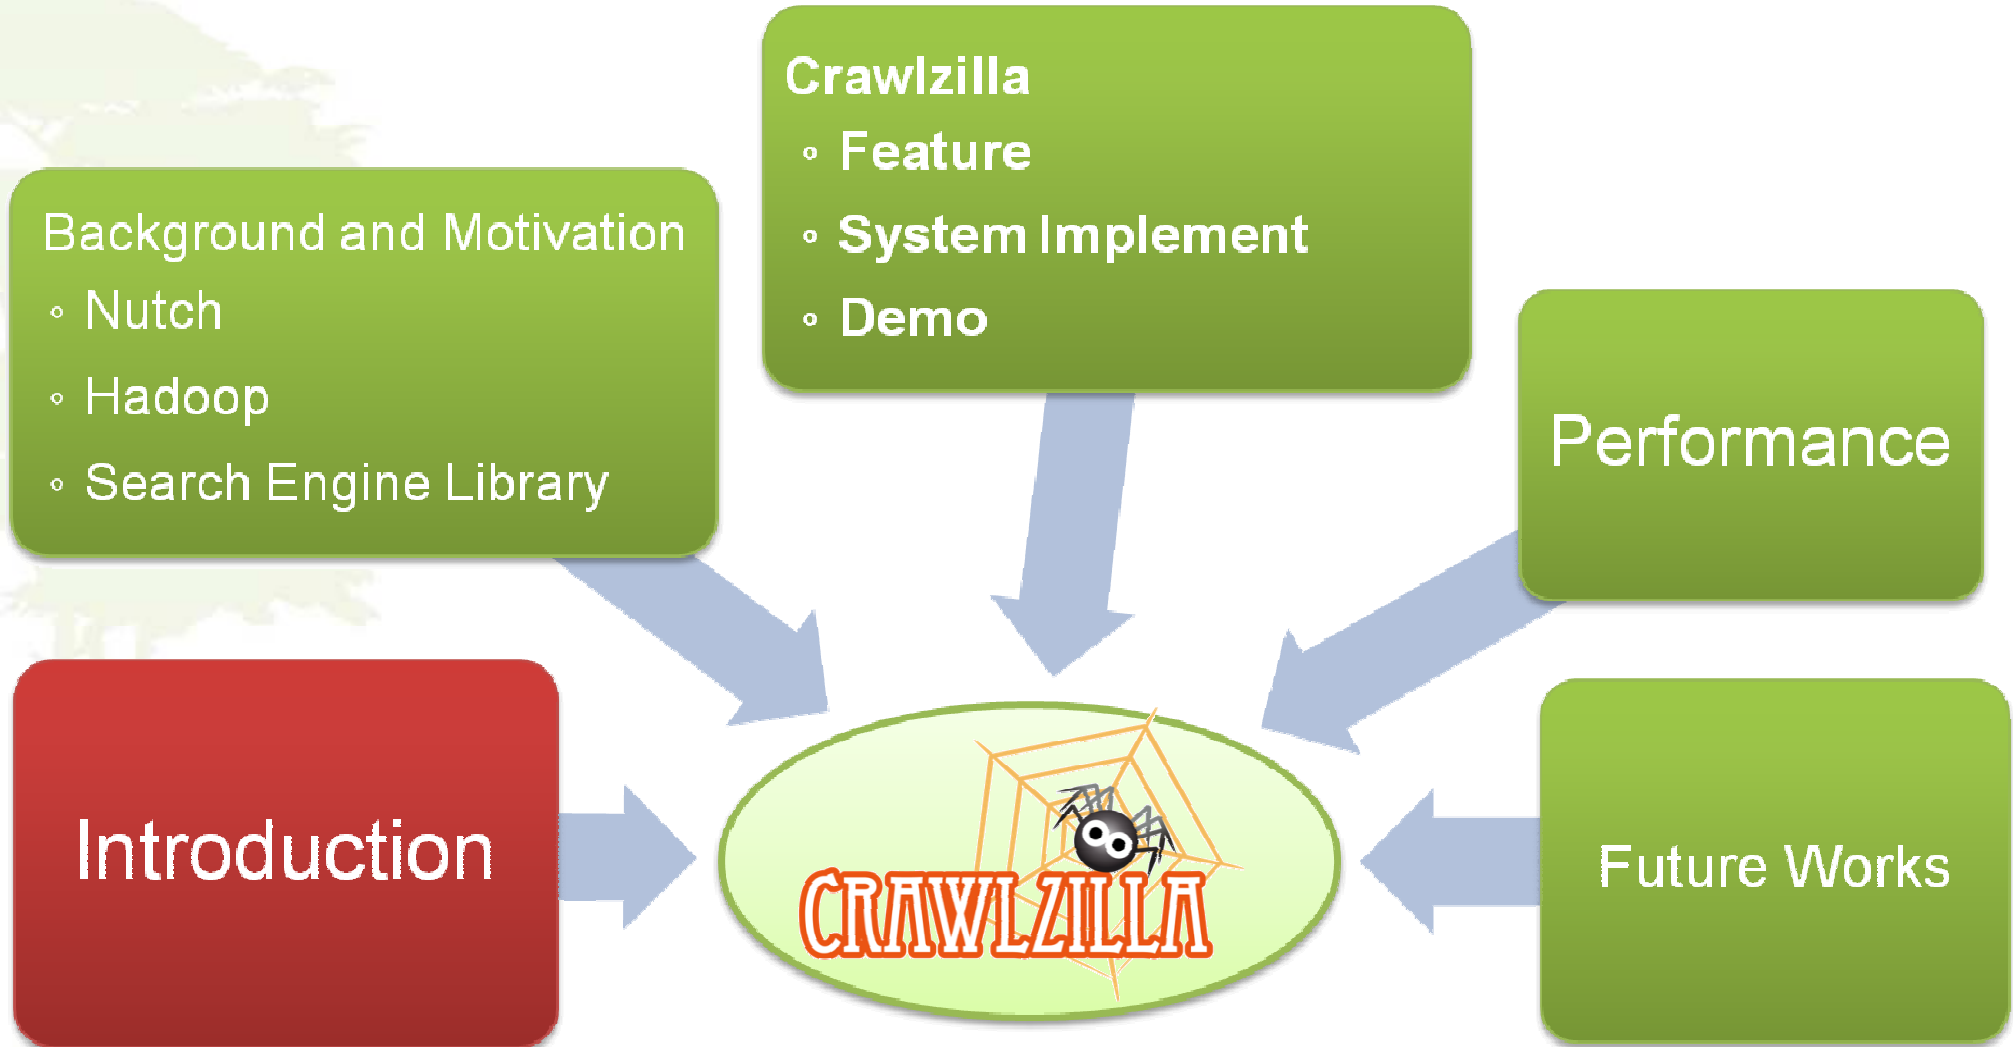 Crawlzilla
◦ Feature
◦ System Implement
◦ Demo
Background and Motivation
◦ Nutch
◦ Hadoop
◦ Search Engine Library
Performance
Introduction
Future Works
CRAWLZILLA